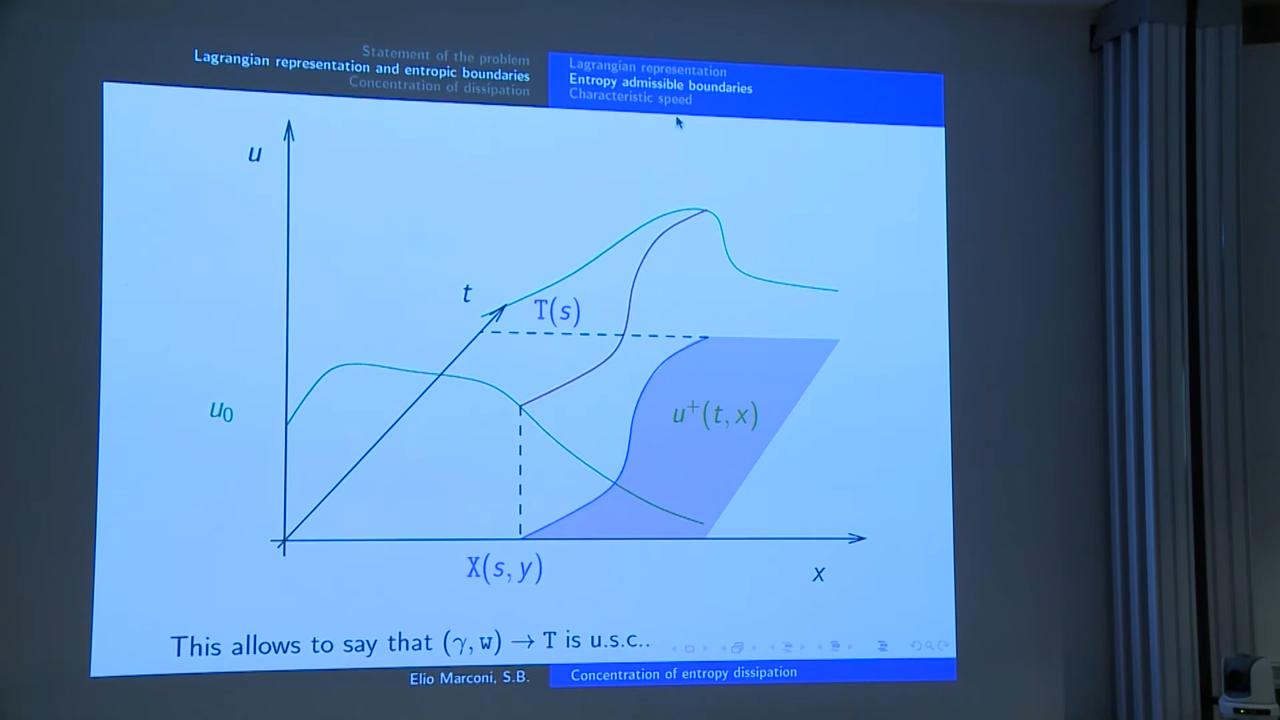 Statement of the problem
Lagrangian representation and entropic boundaries
Concentration of dissipation
Lagrangian representation
Entropy admissible boundaries
Characteristic speed
u
t
T(s)
u₀
u⁺(t, x)
X(s, y)
x
This allows to say that (γ, w) → T is u.s.c..
Elio Marconi, S.B.
Concentration of entropy dissipation